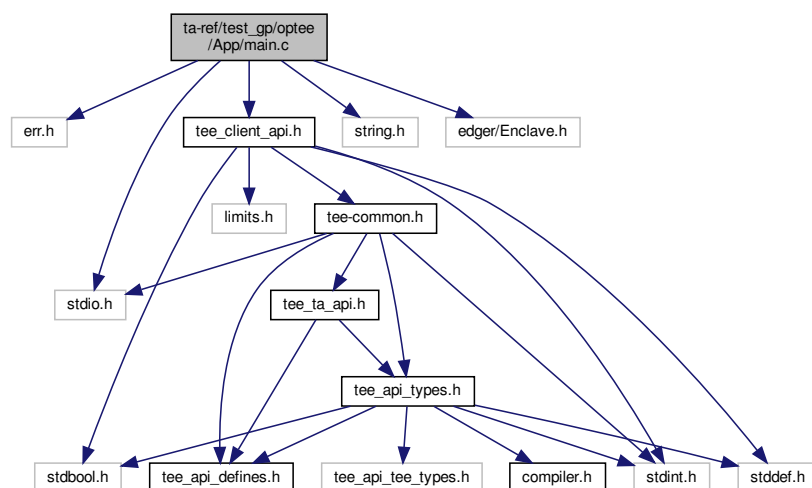 ta-ref/test_gp/optee
/App/main.c
err.h
tee_client_api.h
string.h
edger/Enclave.h
limits.h
tee-common.h
stdio.h
tee_ta_api.h
tee_api_types.h
stdbool.h
tee_api_defines.h
tee_api_tee_types.h
compiler.h
stdint.h
stddef.h